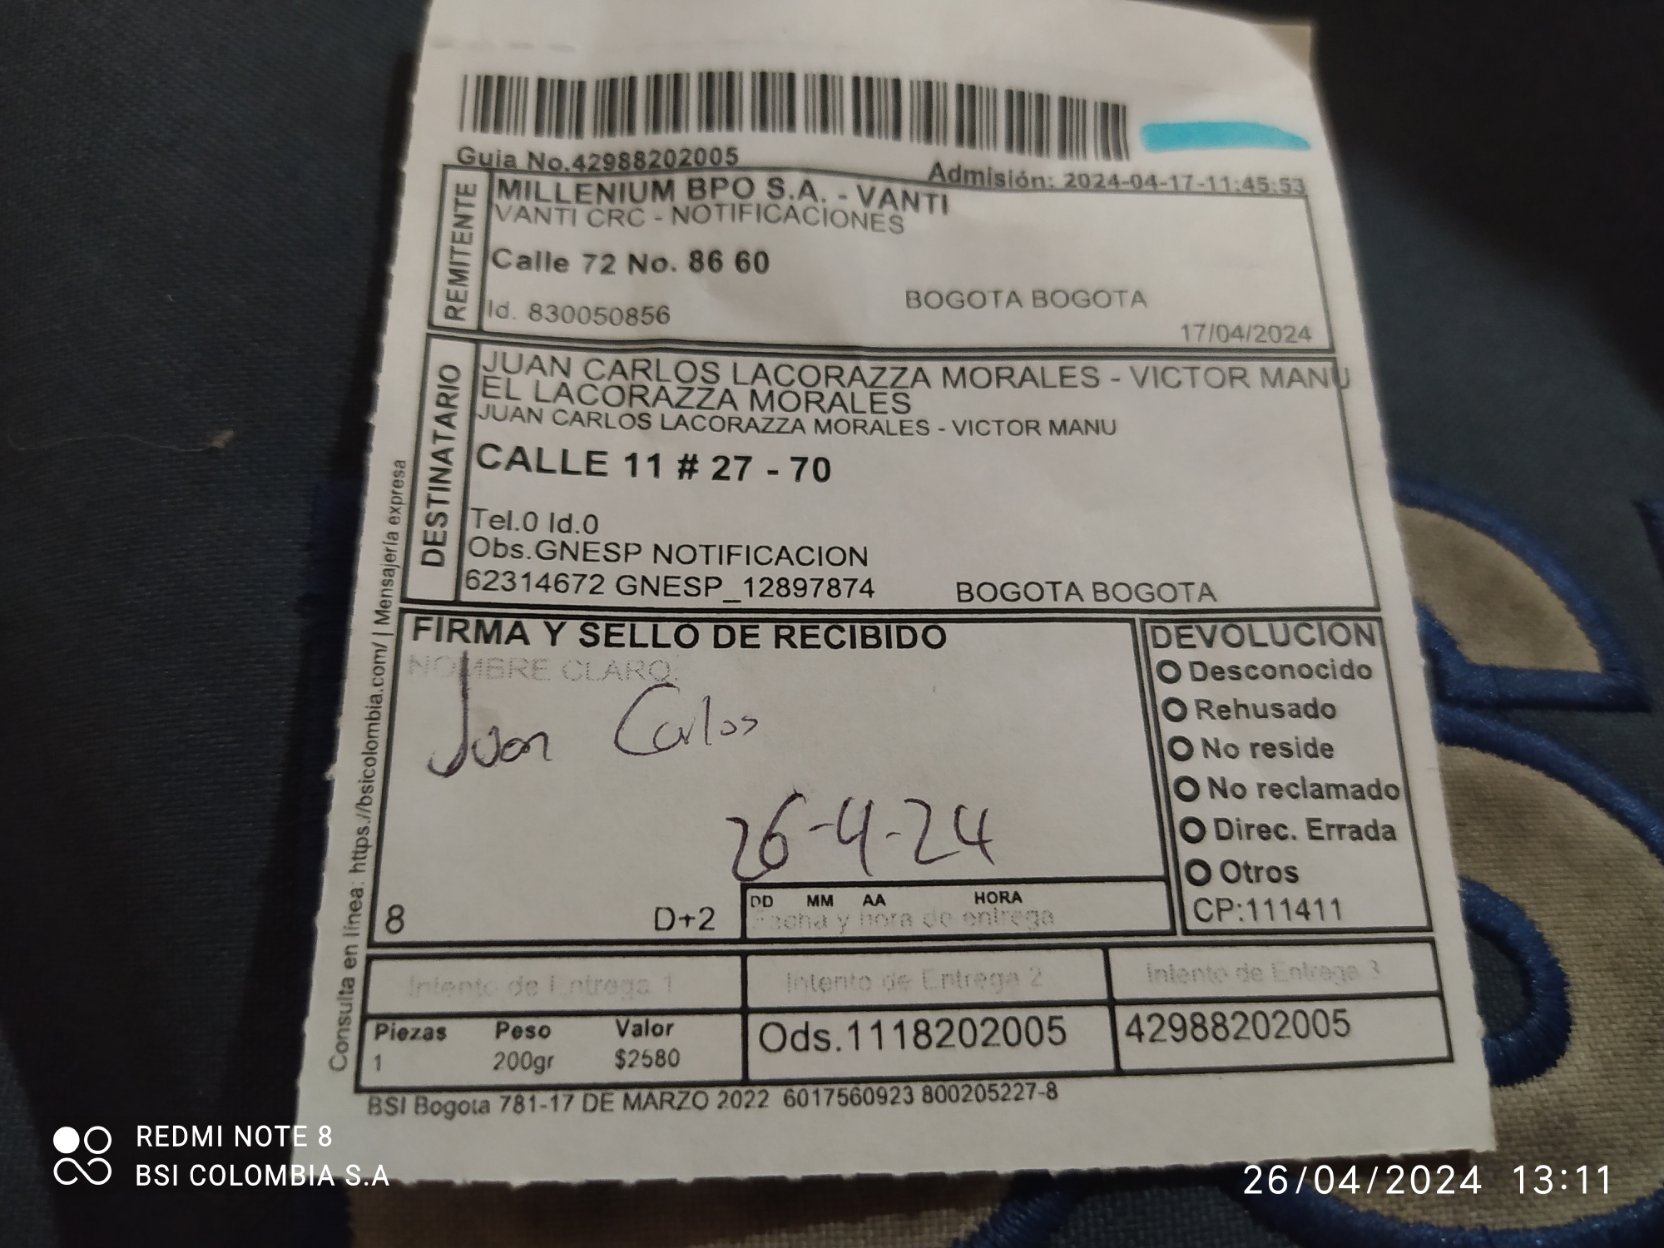 Guia No.42988202005
Admisión: 2024-04-17-11:45:53
REMITENTE
MILLENIUM BPO S.A. - VANTI
VANTI CRC - NOTIFICACIONES
Calle 72 No. 86 60
BOGOTA BOGOTA
Id. 830050856
17/04/2024
DESTINATARIO
JUAN CARLOS LACORAZZA MORALES - VICTOR MANU
EL LACORAZZA MORALES
JUAN CARLOS LACORAZZA MORALES - VICTOR MANU
CALLE 11 # 27 - 70
Tel.0 Id.0
Obs.GNESP NOTIFICACION
62314672 GNESP_12897874
BOGOTA BOGOTA
Consulta en línea: https://bsicolombia.com/ | Mensajería expresa
FIRMA Y SELLO DE RECIBIDO
NOMBRE CLARO:
Juan Carlos
26-4-24
8
D+2
DD MM AA HORA
Fecha y hora de entrega
DEVOLUCION
Desconocido
Rehusado
No reside
No reclamado
Direc. Errada
Otros
CP:111411
Intento de Entrega 1
Intento de Entrega 2
Intento de Entrega 3
Piezas Peso Valor
1 200gr $2580
Ods.1118202005
42988202005
BSI Bogota 781-17 DE MARZO 2022 6017560923 800205227-8
REDMI NOTE 8
BSI COLOMBIA S.A
26/04/2024 13:11